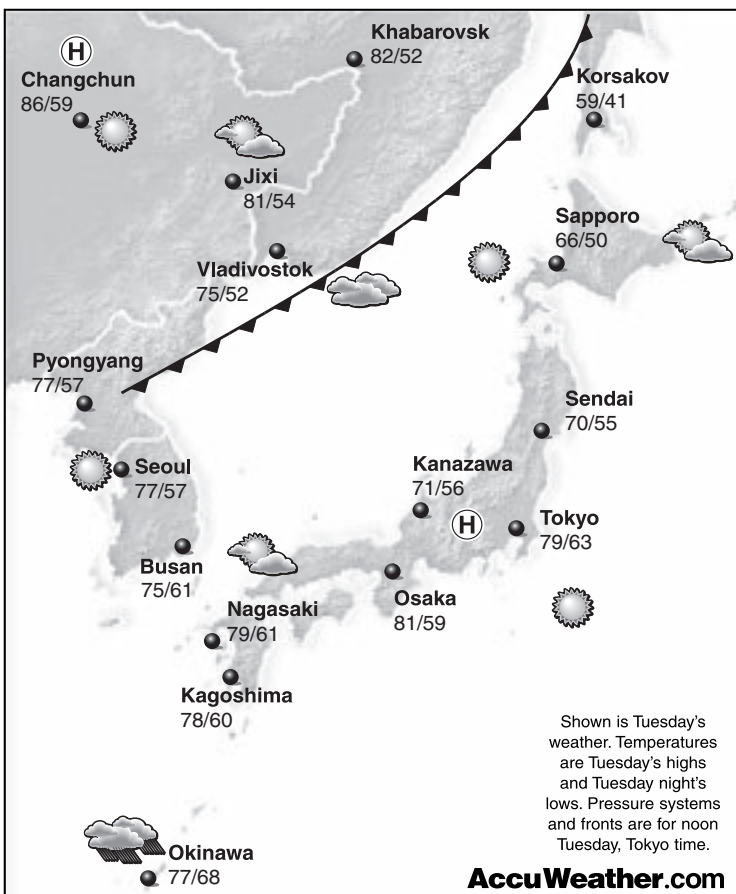 H
Khabarovsk
82/52
Changchun
86/59
Korsakov
59/41
Jixi
81/54
Sapporo
66/50
Vladivostok
75/52
Pyongyang
77/57
Sendai
70/55
Seoul
77/57
Kanazawa
71/56
H
Tokyo
79/63
Busan
75/61
Osaka
81/59
Nagasaki
79/61
Kagoshima
78/60
Shown is Tuesday's
weather. Temperatures
are Tuesday's highs
and Tuesday night's
lows. Pressure systems
and fronts are for noon
Tuesday, Tokyo time.
Okinawa
77/68
AccuWeather.com